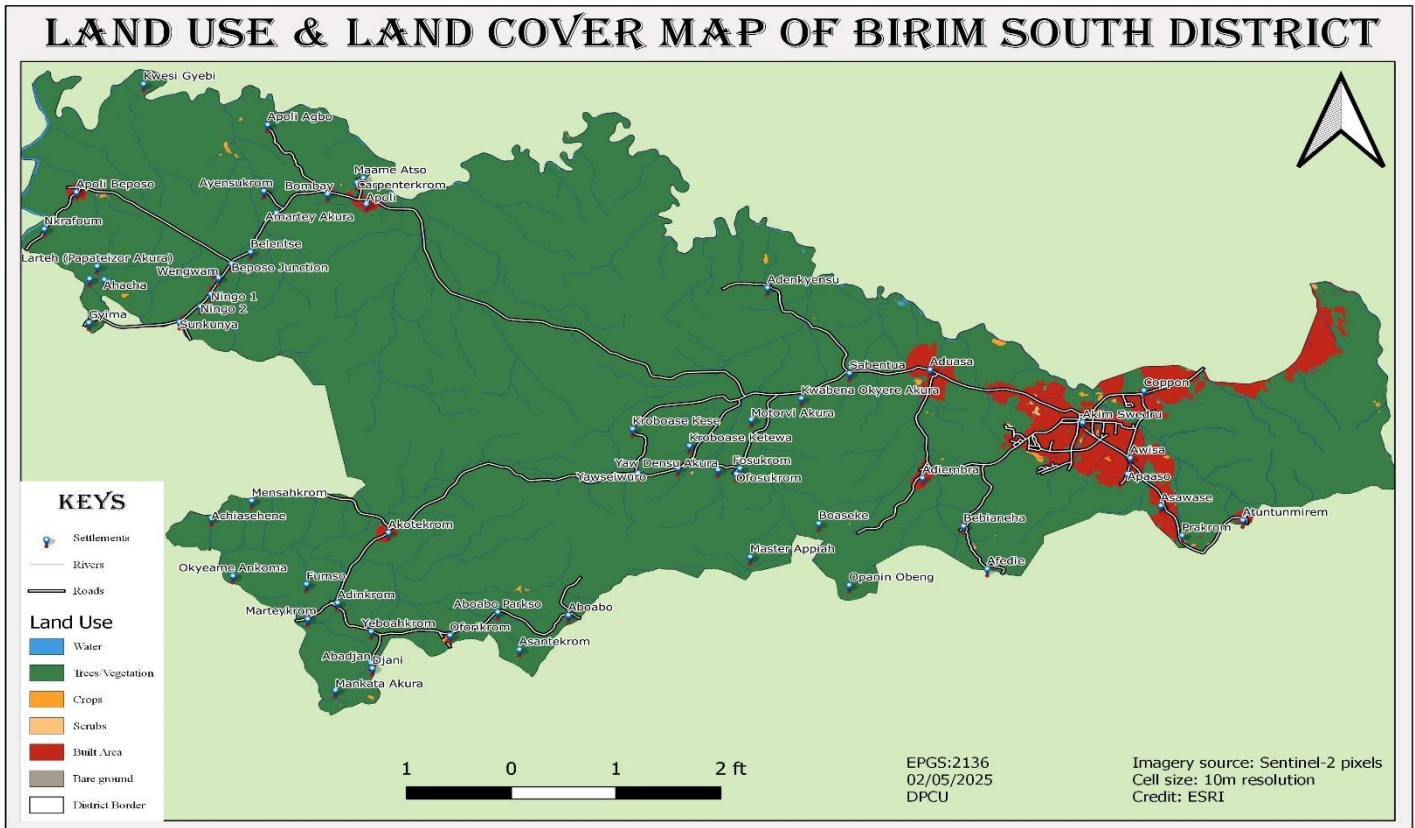 LAND USE & LAND COVER MAP OF BIRIM SOUTH DISTRICT
Kwesi Gyebi
Apoli Agbo
Maame Atso
Carpenterkrom
Apoli Beposo
Ayensukrom
Bombay
Apoli
Amartey Akura
Nkrafoum
Belentse
Larteh (Papatelzor Akura)
Wengwam
Beposo Junction
Ahacha
Ningo 1
Ningo 2
Gyima
Sunkunya
Adenkyensu
Sabentua
Aduasa
Kwabena Okyere Akura
Coppon
Motorvi Akura
Akim Swedru
Kroboase Kese
Kroboase Ketewa
Awisa
Yaw Densu Akura
Fosukrom
Yawselwuro
Ofosukrom
Adiembra
Apaaso
Mensahkrom
Asawase
Achiasehene
Akotekrom
Boaseke
Bebianeha
Atuntunmirem
Prakrom
Master Appiah
Afedie
Okyeame Ankoma
Fumso
Opanin Obeng
Adinkrom
Marteykrom
Aboabo Parkso
Aboabo
Yeboahkrom
Oforikrom
Asantekrom
Abadjan
Djani
Mankata Akura
KEYS
Settlements
Rivers
Roads
Land Use
Water
Trees/Vegetation
Crops
Scrubs
Built Area
Bare ground
District Border
1 0 1 2 ft
EPGS:2136
02/05/2025
DPCU
Imagery source: Sentinel-2 pixels
Cell size: 10m resolution
Credit: ESRI